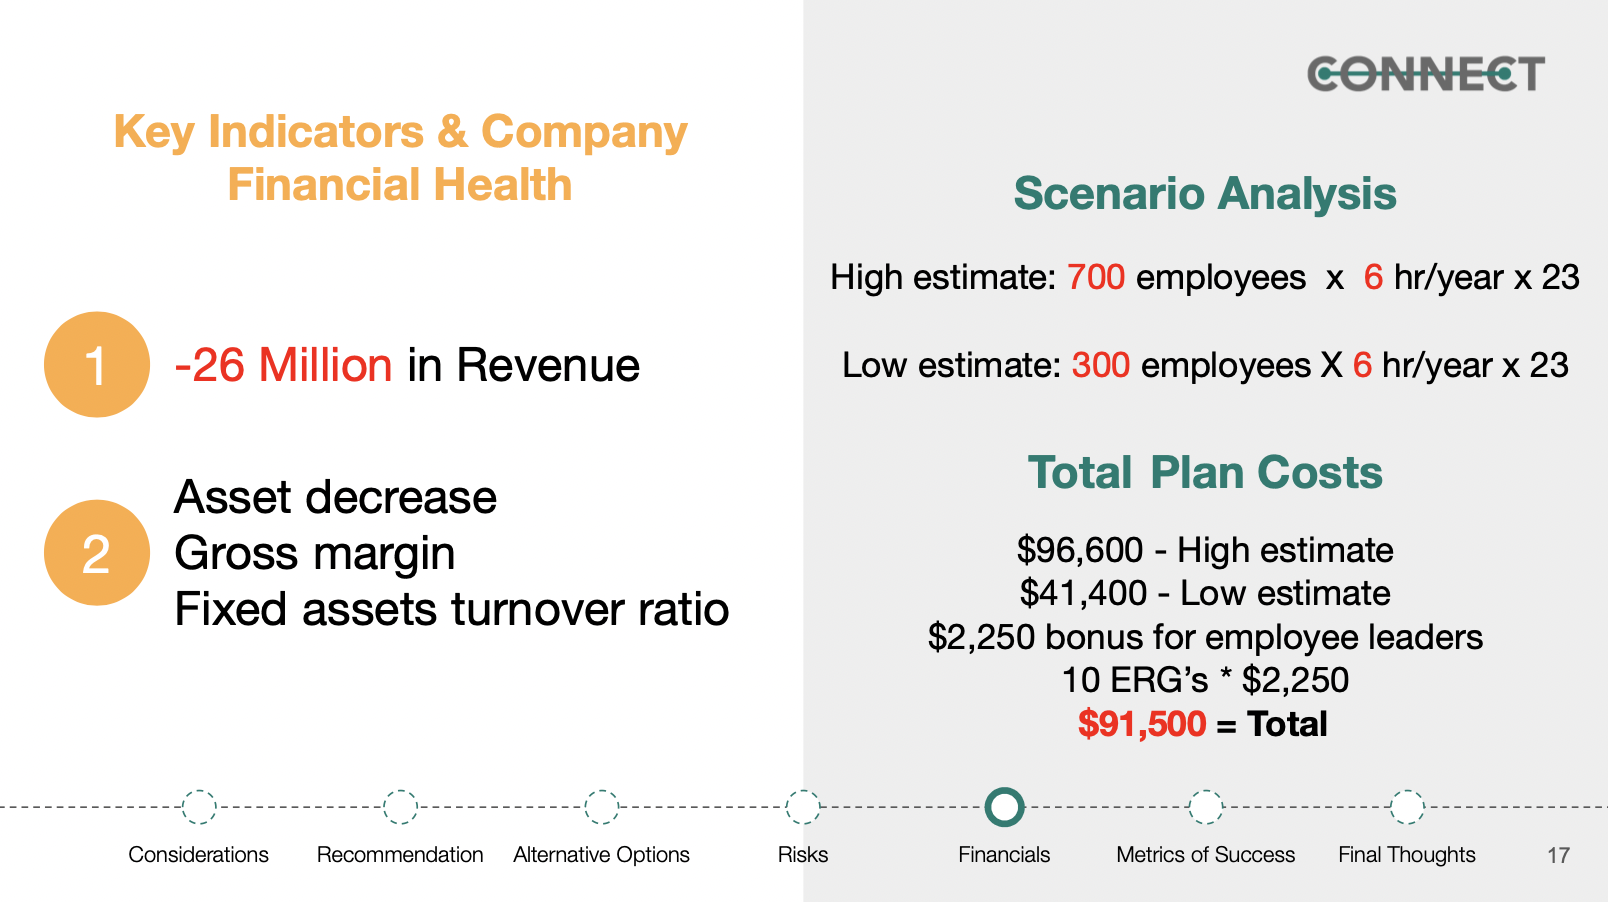 CONNECT
Key Indicators & Company
Financial Health
1
-26 Million in Revenue
2
Asset decrease
Gross margin
Fixed assets turnover ratio
Scenario Analysis
High estimate: 700 employees x 6 hr/year x 23
Low estimate: 300 employees X 6 hr/year x 23
Total Plan Costs
$96,600 - High estimate
$41,400 - Low estimate
$2,250 bonus for employee leaders
10 ERG’s * $2,250
$91,500 = Total
Considerations
Recommendation
Alternative Options
Risks
Financials
Metrics of Success
Final Thoughts
17